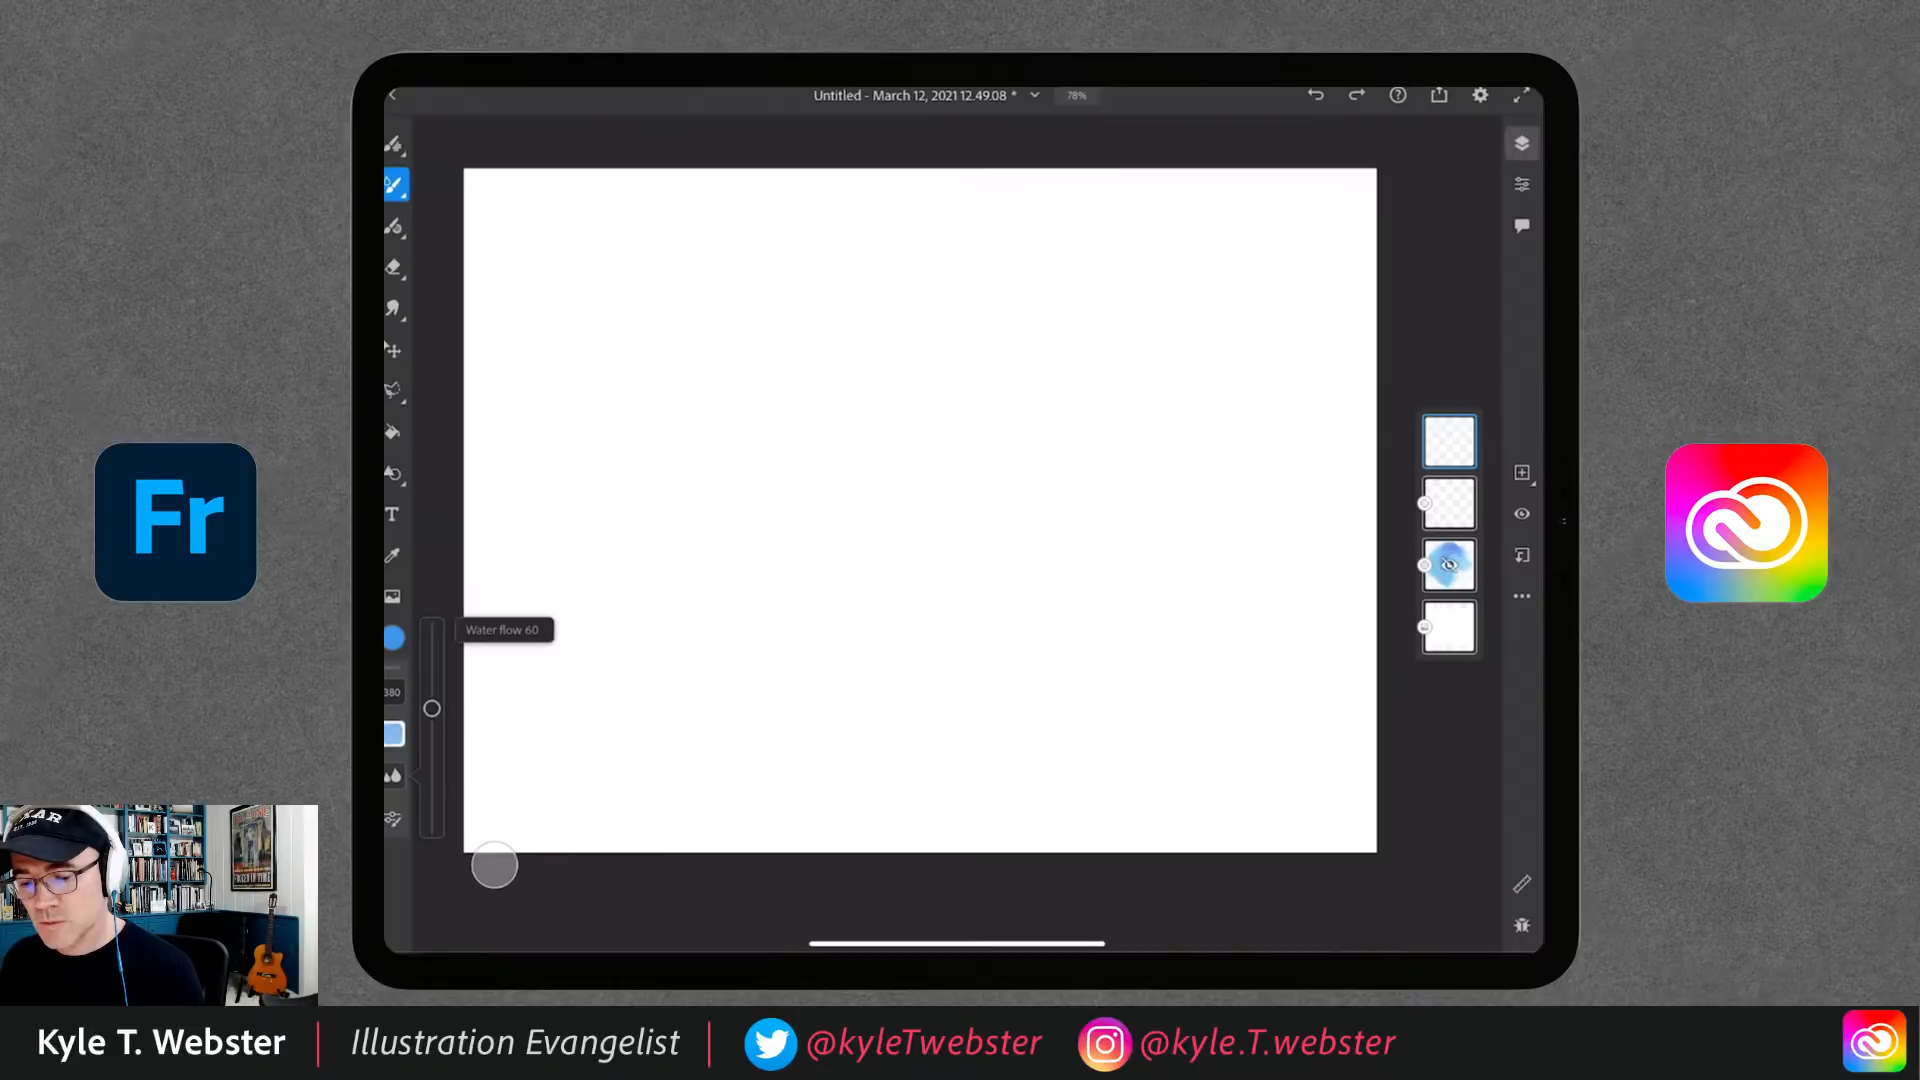 Untitled - March 12, 2021 12.49.08 *
78%
T
Fr
Water flow 60
380
Kyle T. Webster
Illustration Evangelist
@kyleTwebster
@kyle.T.webster